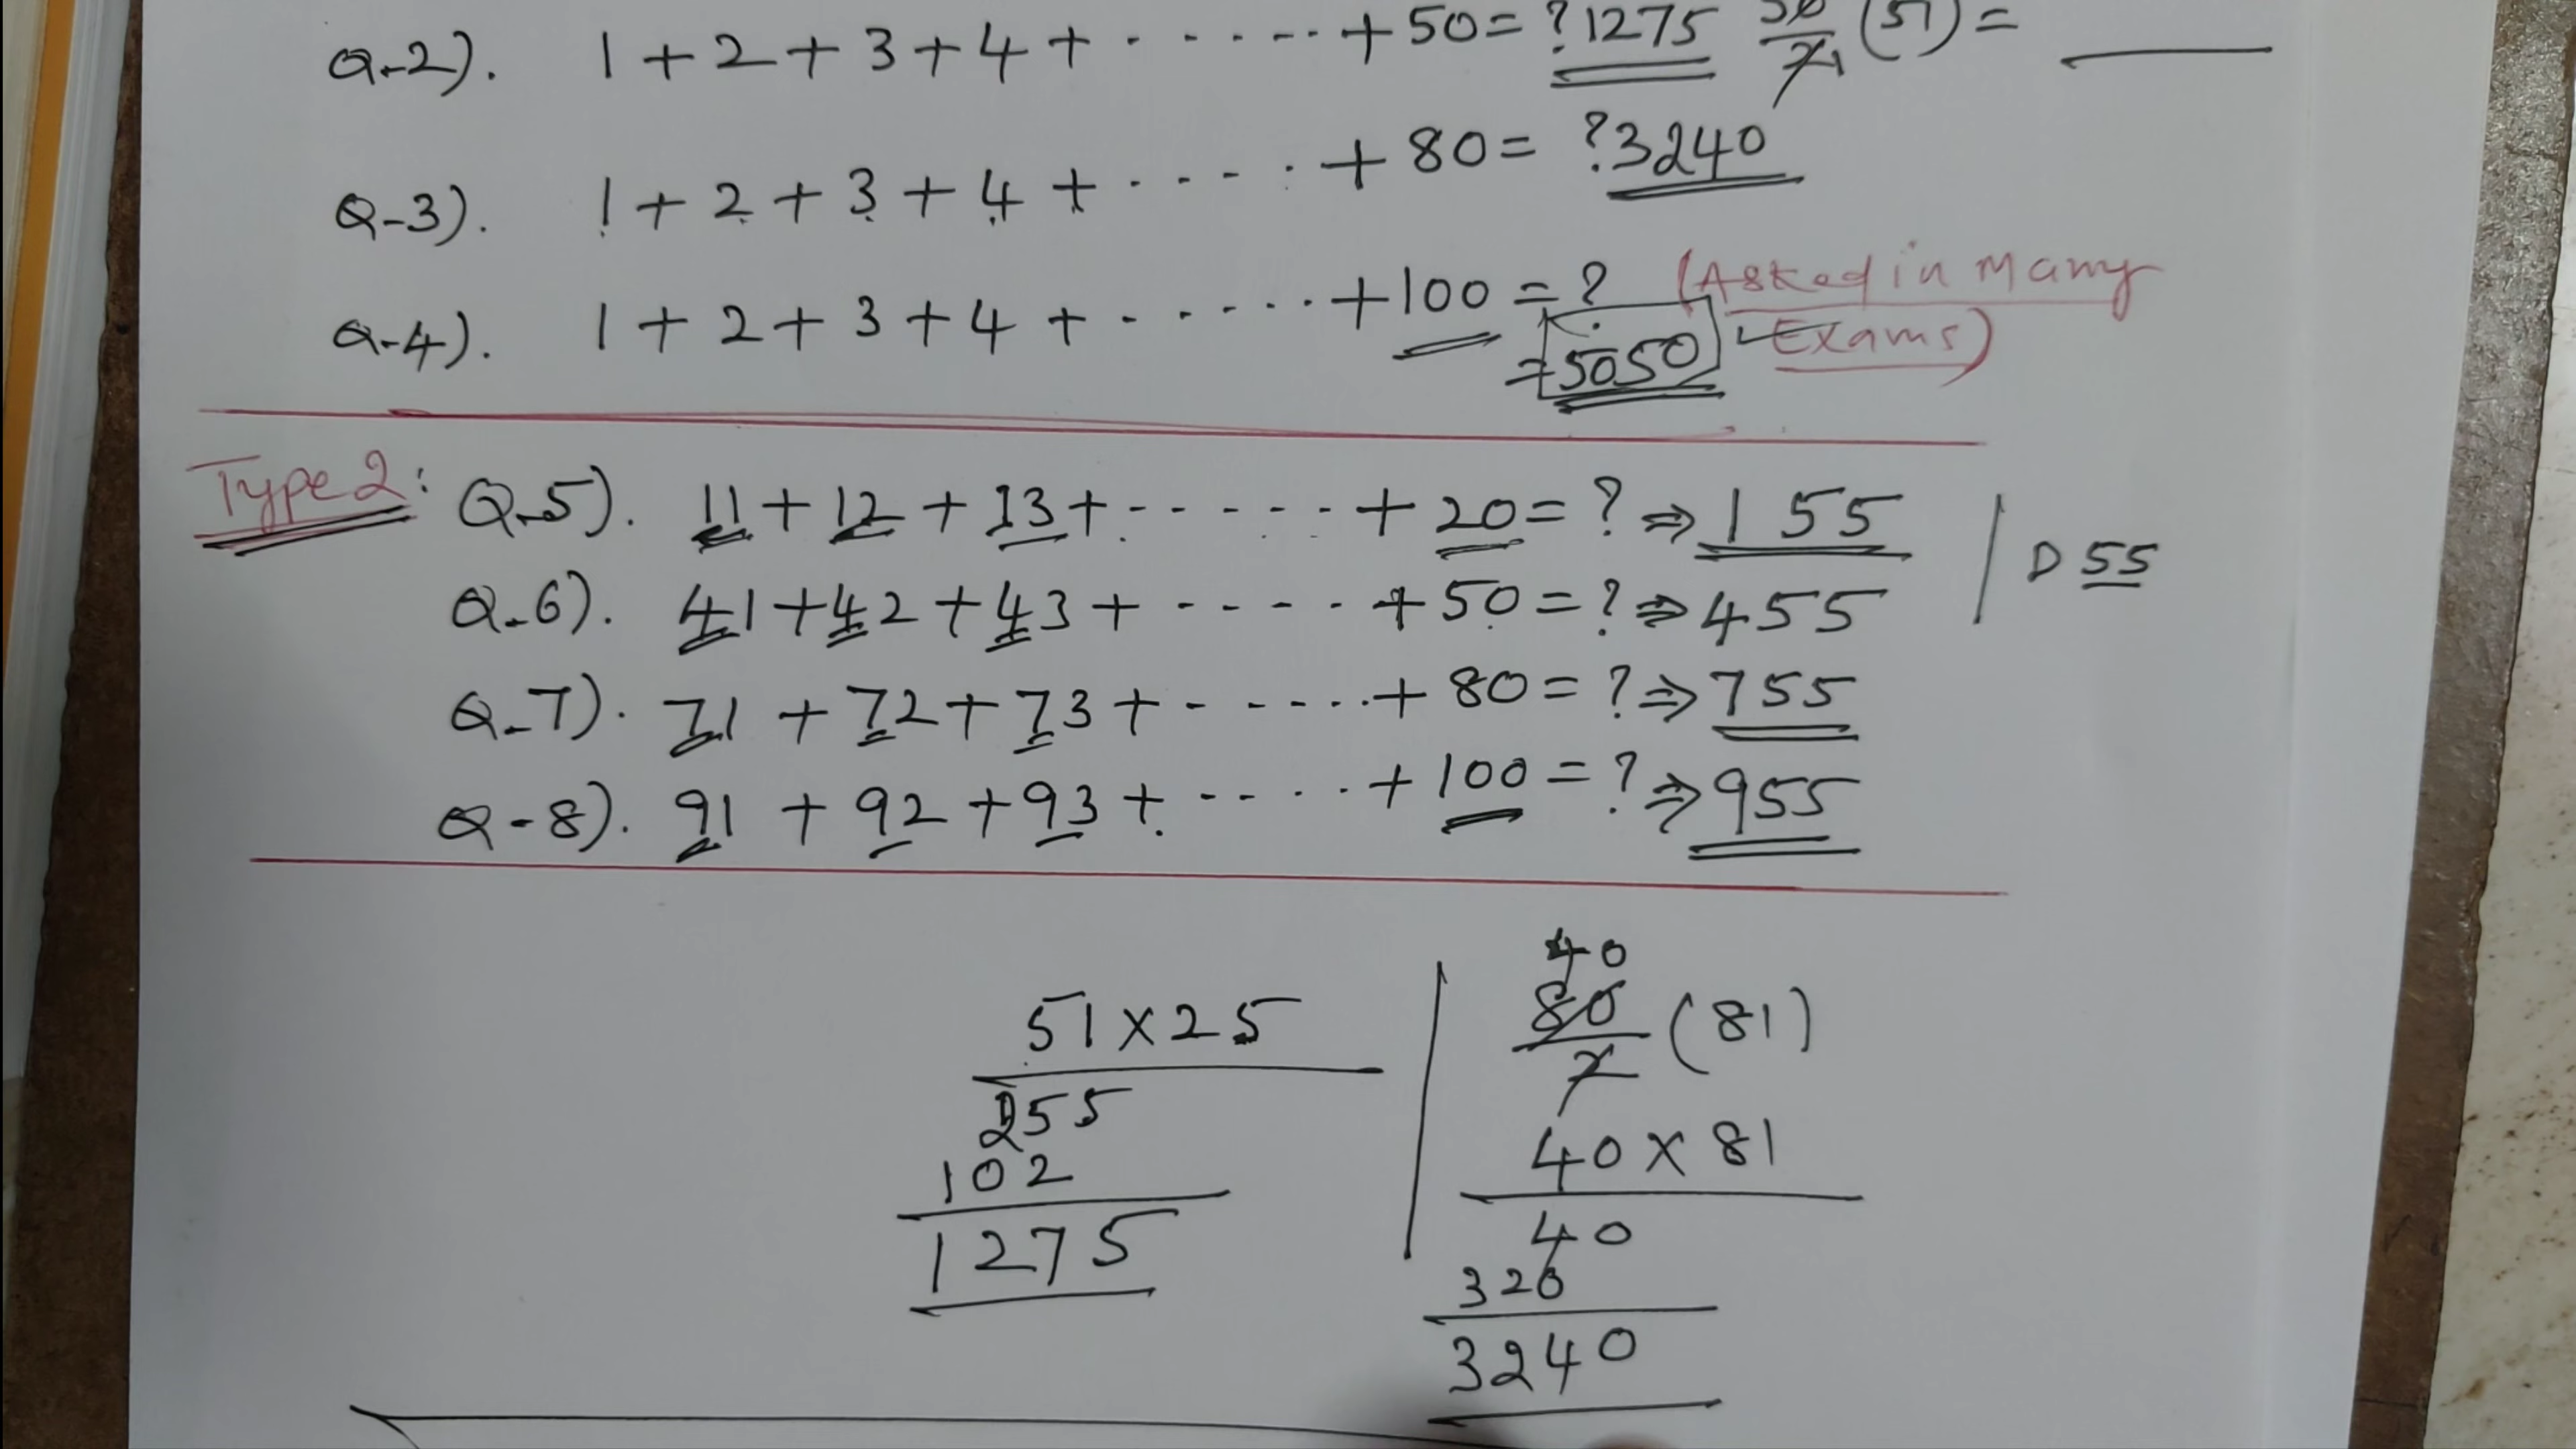 Q-2). 1 + 2 + 3 + 4 + ...... + 50 = ? 1275 50/2 (51) =
Q-3). 1 + 2 + 3 + 4 + ..... + 80 = ? 3240
Q-4). 1 + 2 + 3 + 4 + ...... + 100 = ? (Asked in Many
= 5050 Exams)
Type 2: Q-5). 11 + 12 + 13 + ...... + 20 = ? ⇒ 1 55
D 55
Q-6). 41 + 42 + 43 + ..... + 50 = ? ⇒ 455
Q-7). 71 + 72 + 73 + ...... + 80 = ? ⇒ 755
Q-8). 91 + 92 + 93 + ..... + 100 = ? ⇒ 955
51 x 25
255
102
1275
40
80/2 (81)
40 x 81
40
320
3240